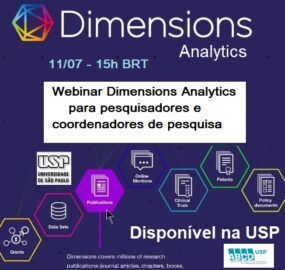 Dimensions
Analytics
11/07 - 15h BRT
Webinar Dimensions Analytics
para pesquisadores e
coordenadores de pesquisa
USP
UNIVERSIDADE
DE SÃO PAULO
Online
Mentions
Patents
Publications
Clinical
Trials
Policy
documents
Data Sets
Grants
Disponível na USP
ABCD USP
Dimensions covers millions of research
publications (journal articles, chapters, books,